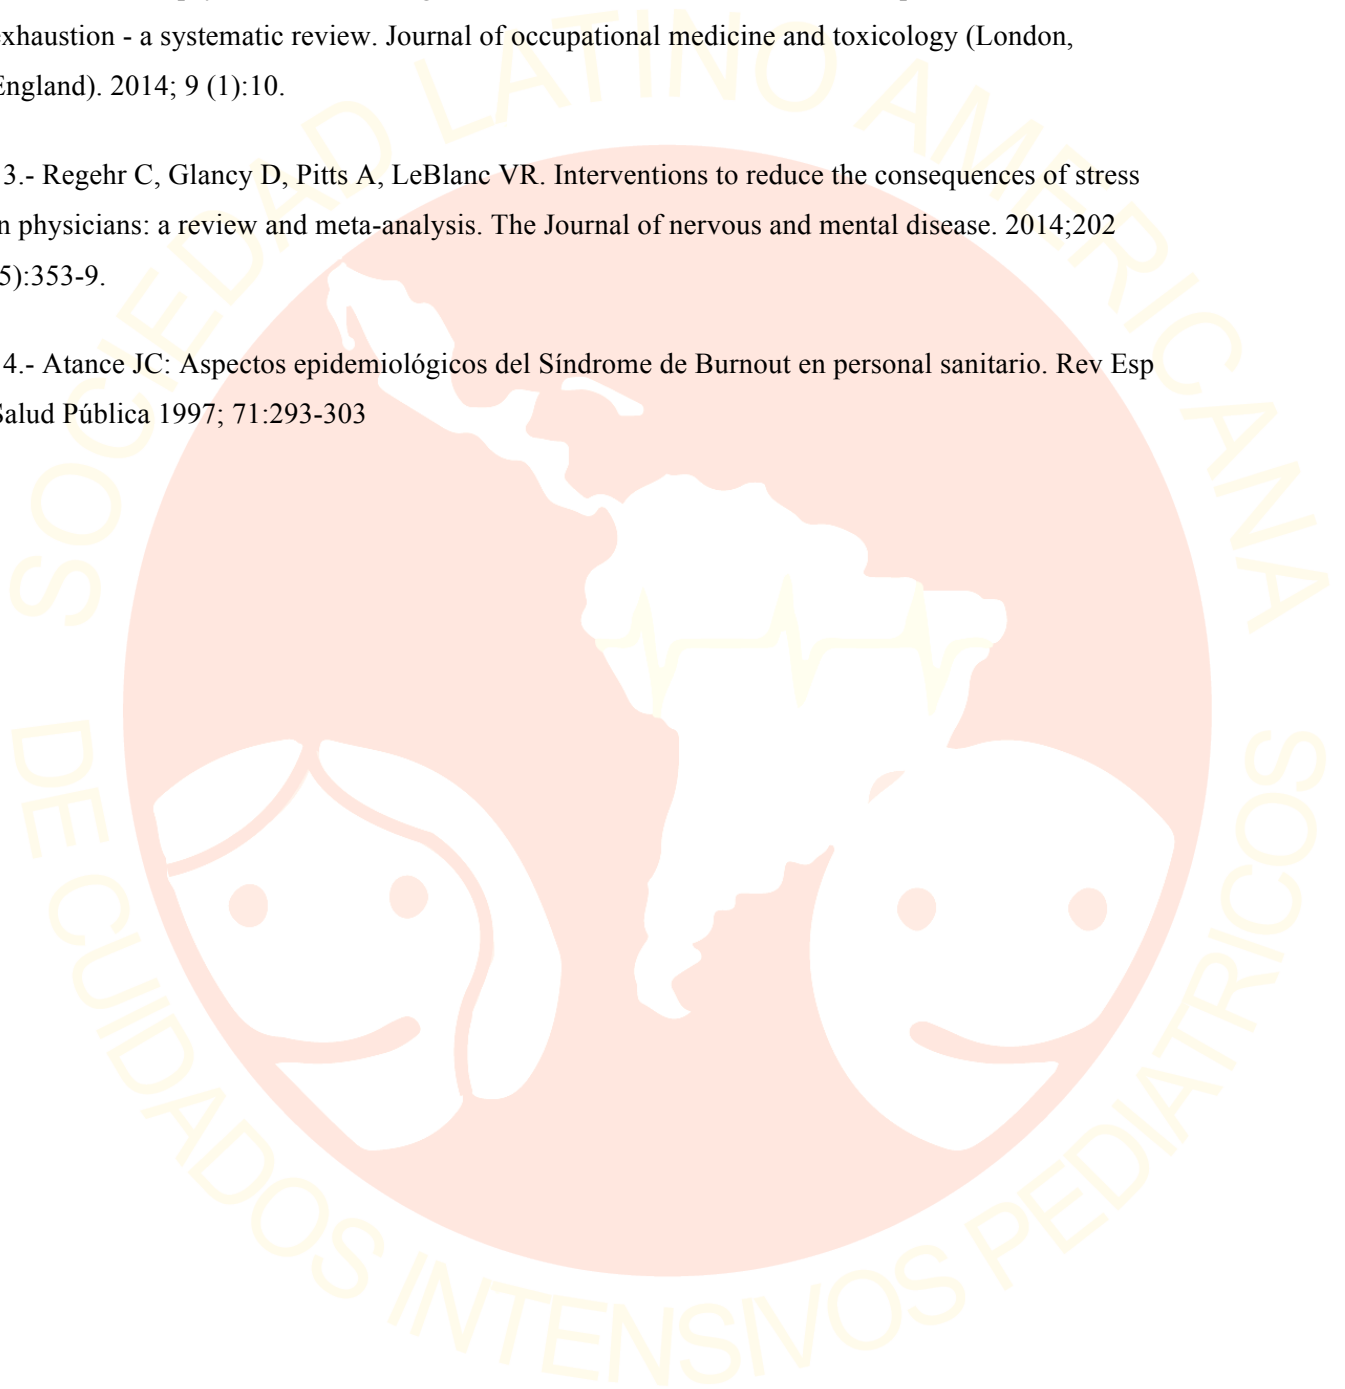 exhaustion - a systematic review. Journal of occupational medicine and toxicology (London,
England). 2014; 9 (1):10.
3.- Regehr C, Glancy D, Pitts A, LeBlanc VR. Interventions to reduce the consequences of stress
n physicians: a review and meta-analysis. The Journal of nervous and mental disease. 2014;202
5):353-9.
4.- Atance JC: Aspectos epidemiológicos del Síndrome de Burnout en personal sanitario. Rev Esp
Salud Pública 1997; 71:293-303
SOCIEDAD LATINO AMERICANA
DE CUIDADOS INTENSIVOS PEDIATRICOS